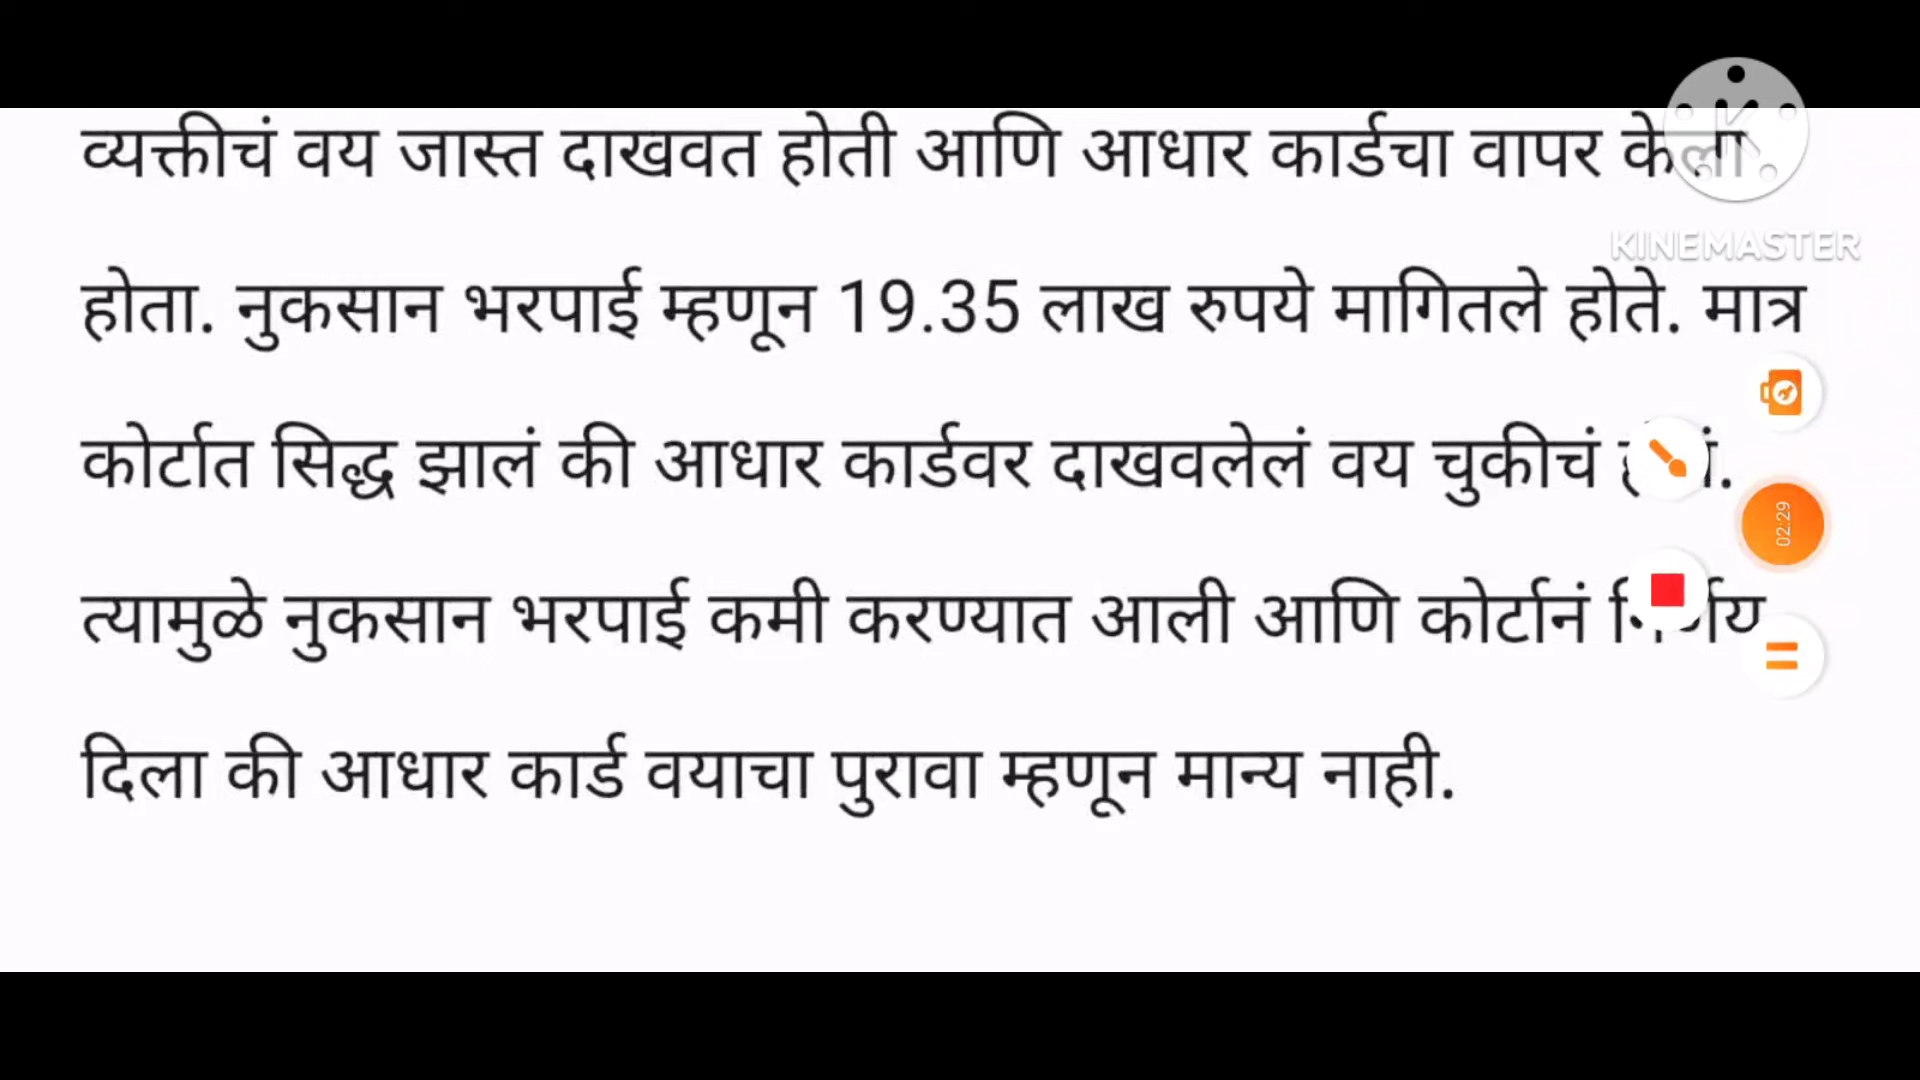 व्यक्तीचं वय जास्त दाखवत होती आणि आधार कार्डचा वापर केला
KINEMASTER
होता. नुकसान भरपाई म्हणून 19.35 लाख रुपये मागितले होते. मात्र
कोर्टात सिद्ध झालं की आधार कार्डवर दाखवलेलं वय चुकीचं
02:29
त्यामुळे नुकसान भरपाई कमी करण्यात आली आणि कोर्टानं निर्णय
दिला की आधार कार्ड वयाचा पुरावा म्हणून मान्य नाही.